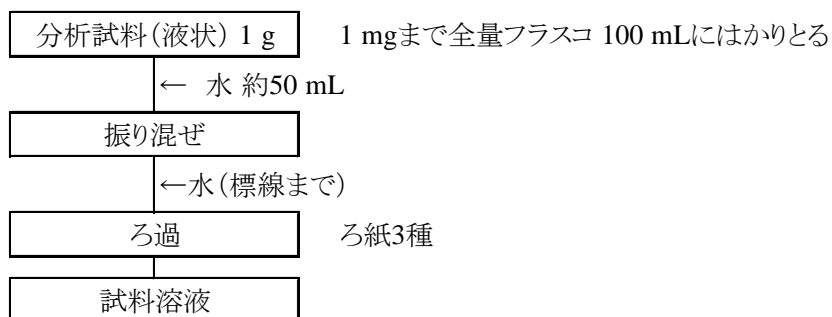 分析試料(液状) 1 g　1 mgまで全量フラスコ 100 mLにはかりとる
← 水 約50 mL
振り混ぜ
←水(標線まで)
ろ過　ろ紙3種
試料溶液